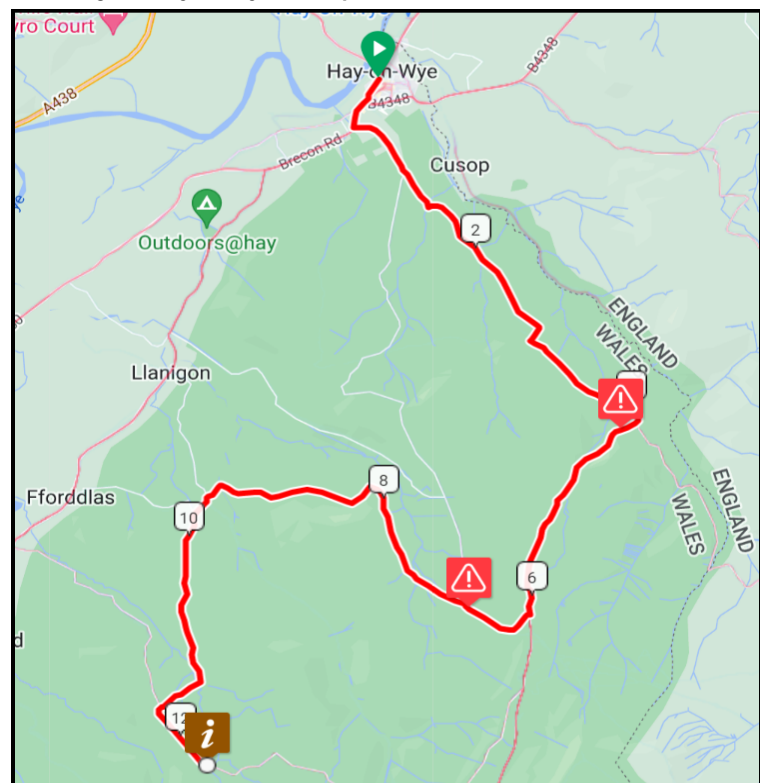 yro Court
Hay-on-Wye
B4348
A438
B4348
Brecon Rd
Cusop
2
Outdoors@hay
ENGLAND
WALES
Llanigon
8
Fforddlas
10
ENGLAND
WALES
6
d
12
i